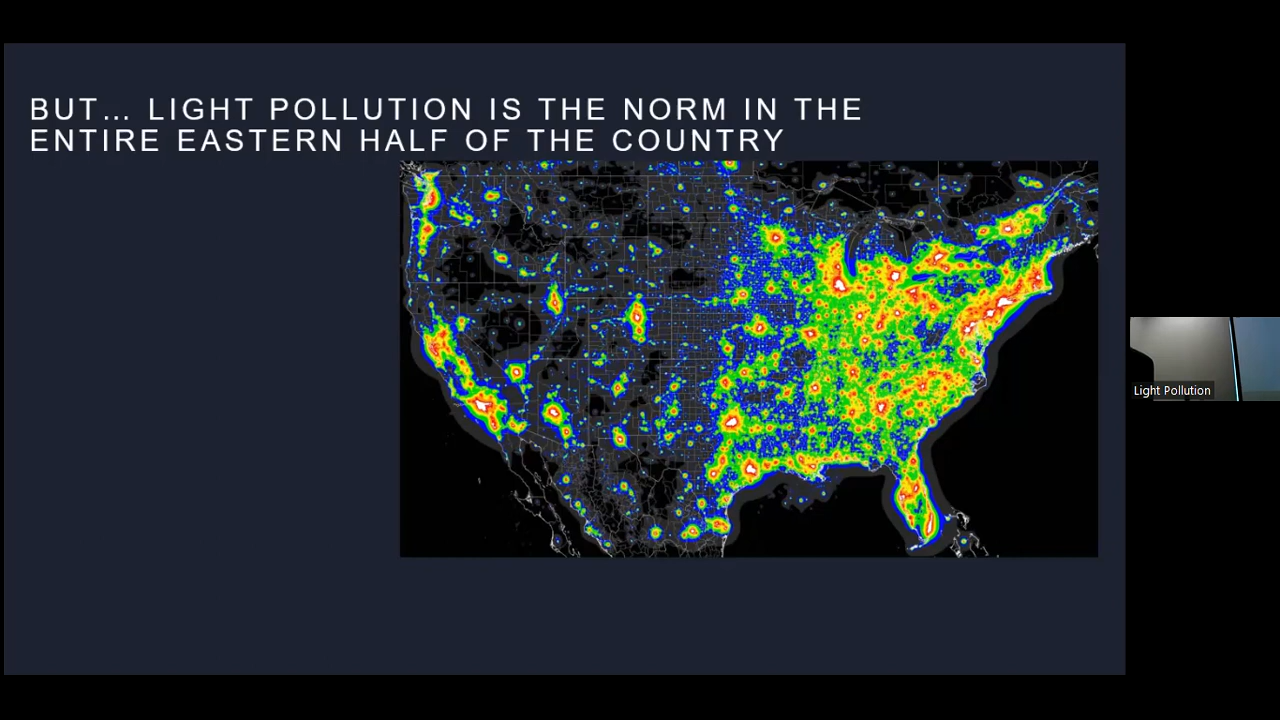 BUT... LIGHT POLLUTION IS THE NORM IN THE
ENTIRE EASTERN HALF OF THE COUNTRY
Light Pollution